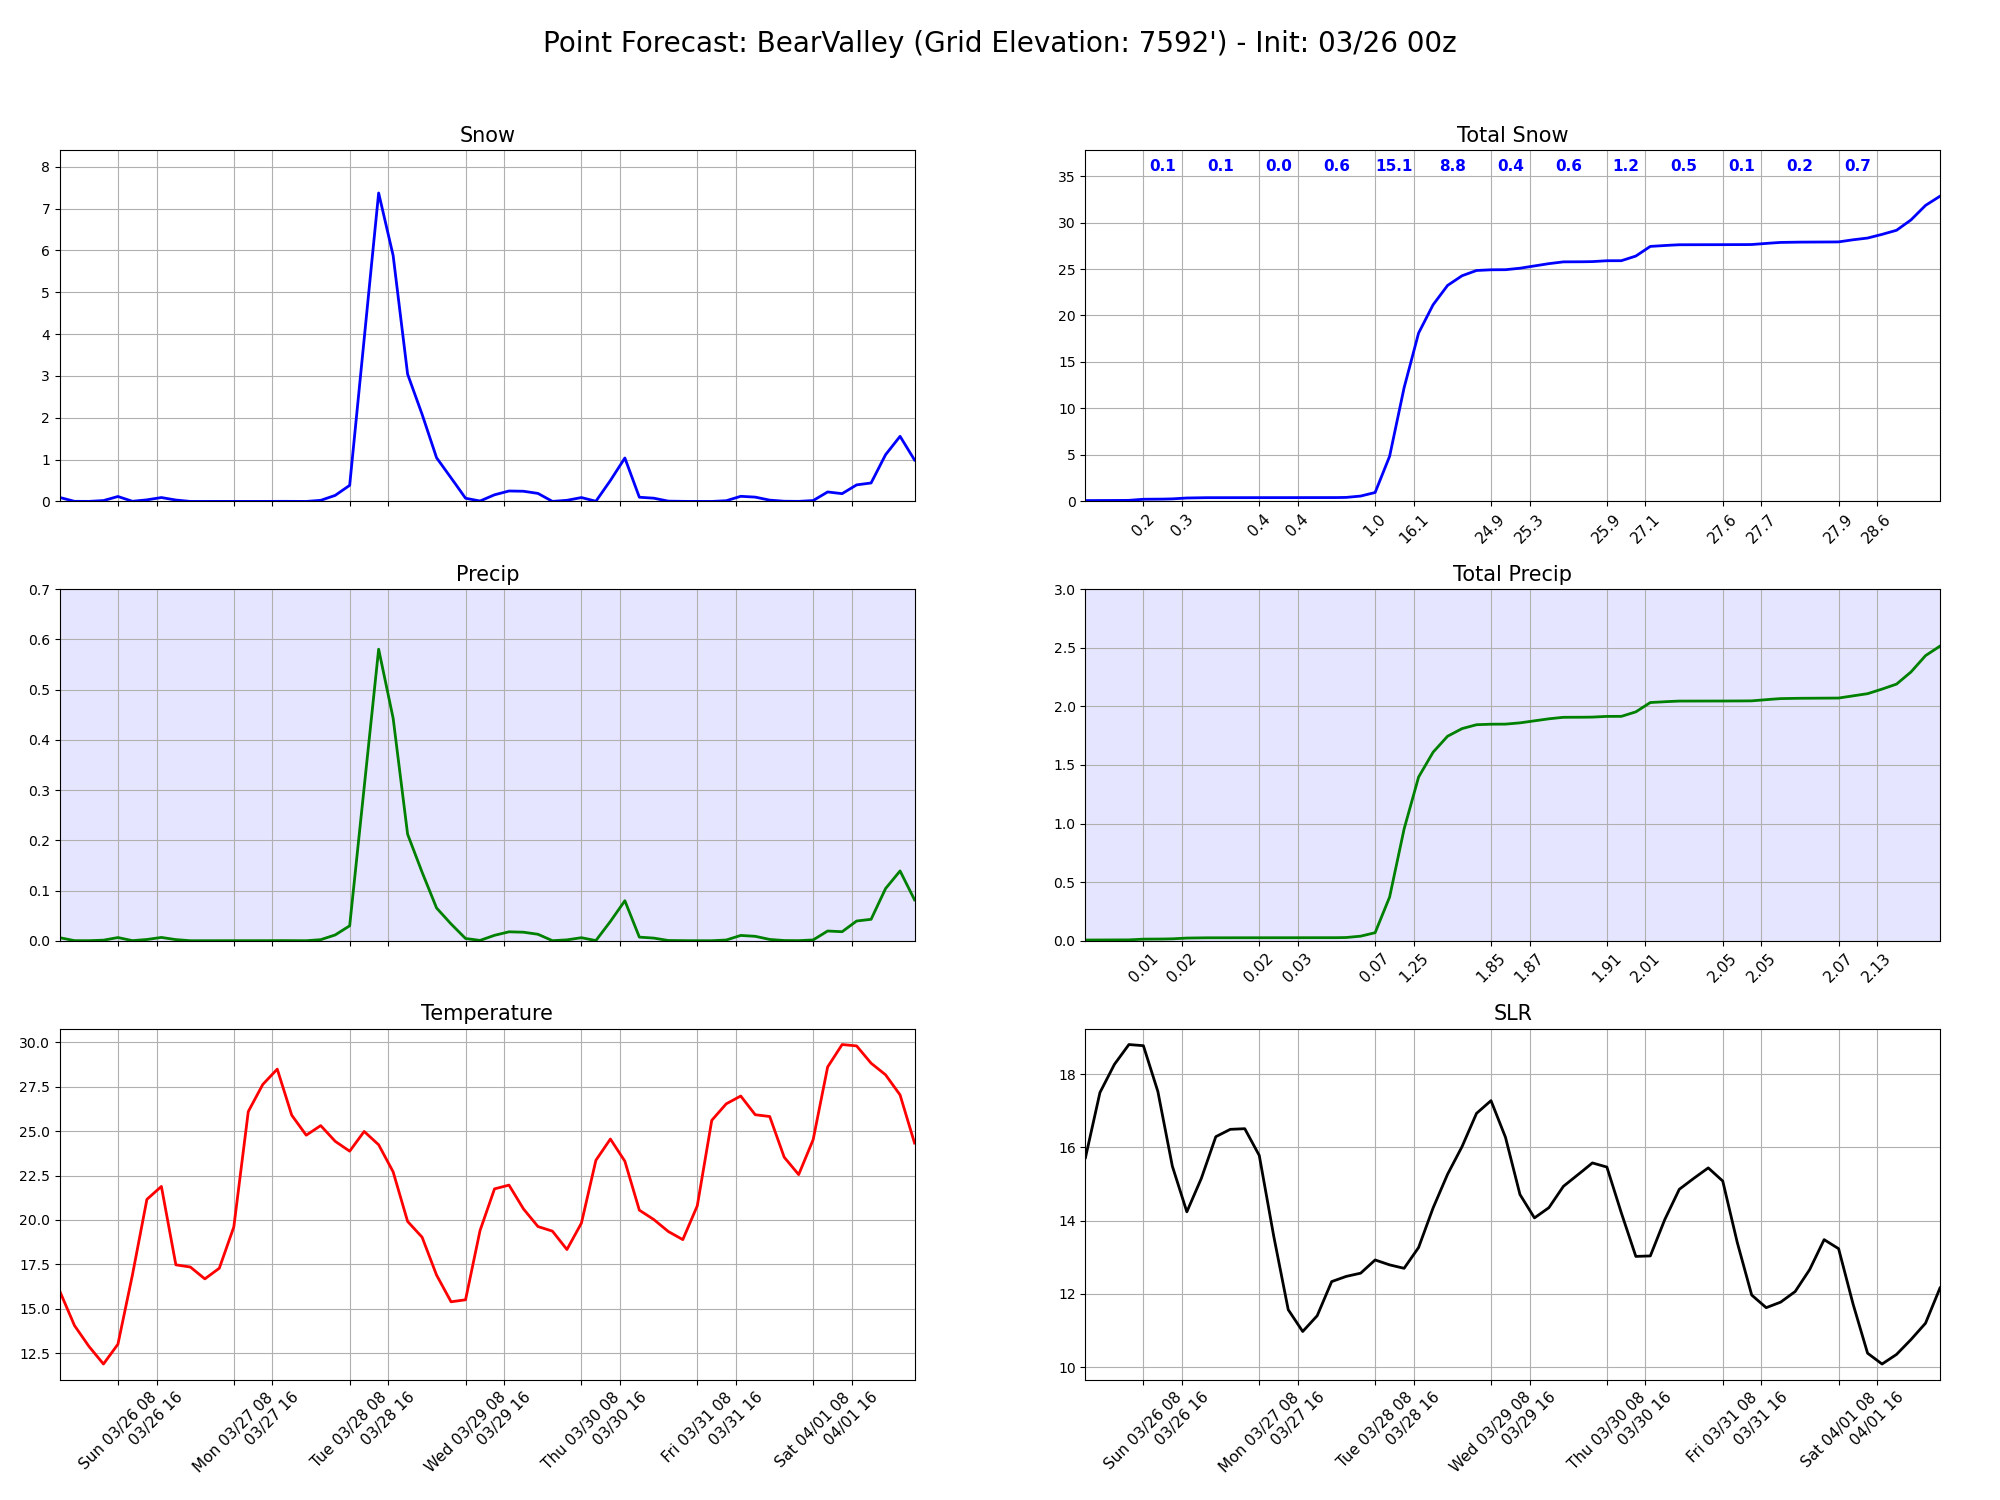 Point Forecast: BearValley (Grid Elevation: 7592') - Init: 03/26 00z
Snow
8
7
6
5
4
3
2
1
0
Total Snow
0.1 0.1 0.0 0.6 15.1 8.8 0.4 0.6 1.2 0.5 0.1 0.2 0.7
35
30
25
20
15
10
5
0
0.2 0.3 0.4 0.4 1.0 16.1 24.9 25.3 25.9 27.1 27.6 27.7 27.9 28.6
Precip
0.7
0.6
0.5
0.4
0.3
0.2
0.1
0.0
Total Precip
3.0
2.5
2.0
1.5
1.0
0.5
0.0
0.01 0.02 0.02 0.03 0.07 1.25 1.85 1.87 1.91 2.01 2.05 2.05 2.07 2.13
Temperature
30.0
27.5
25.0
22.5
20.0
17.5
15.0
12.5
Sun 03/26 08
03/26 16
Mon 03/27 08
03/27 16
Tue 03/28 08
03/28 16
Wed 03/29 08
03/29 16
Thu 03/30 08
03/30 16
Fri 03/31 08
03/31 16
Sat 04/01 08
04/01 16
SLR
18
16
14
12
10
Sun 03/26 08
03/26 16
Mon 03/27 08
03/27 16
Tue 03/28 08
03/28 16
Wed 03/29 08
03/29 16
Thu 03/30 08
03/30 16
Fri 03/31 08
03/31 16
Sat 04/01 08
04/01 16